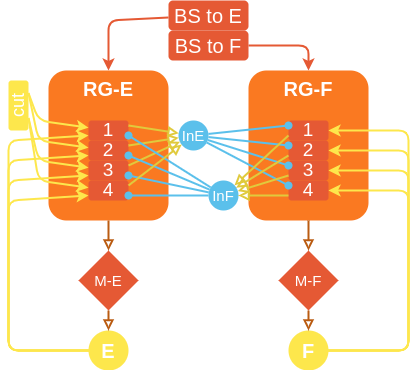 BS to E
BS to F
RG-E
RG-F
cut
1
2
3
4
InE
InF
1
2
3
4
M-E
M-F
E
F